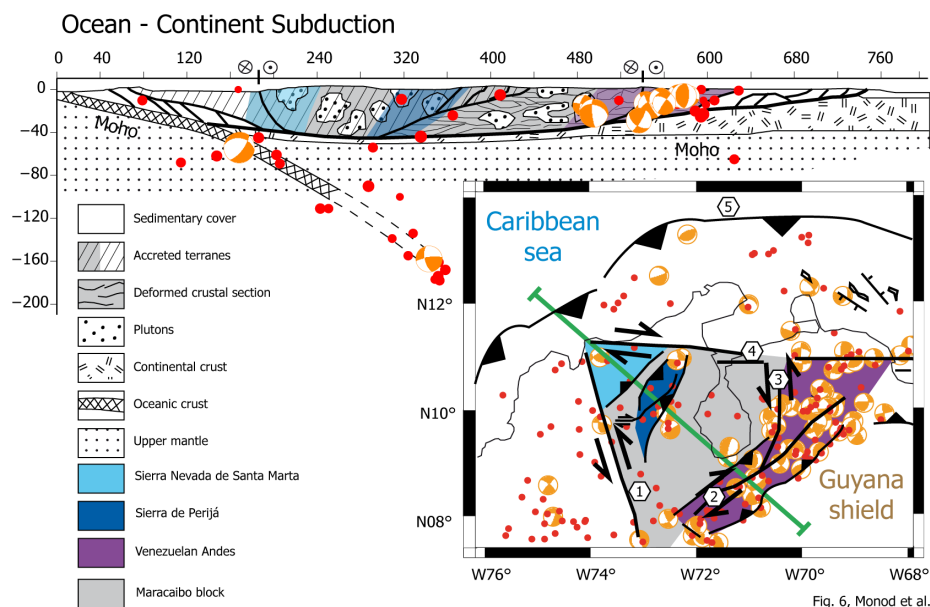 Ocean - Continent Subduction
0 40 120 200 240 320 400 480 560 600 680 760
0
−40
−80
−120
−160
−200
Moho
Moho
Sedimentary cover
Accreted terranes
Deformed crustal section
Plutons
Continental crust
Oceanic crust
Upper mantle
Sierra Nevada de Santa Marta
Sierra de Perijá
Venezuelan Andes
Maracaibo block
Caribbean
sea
5
4
3
1
2
Guyana
shield
N12°
N10°
N08°
W76° W74° W72° W70° W68°
Fig. 6, Monod et al.